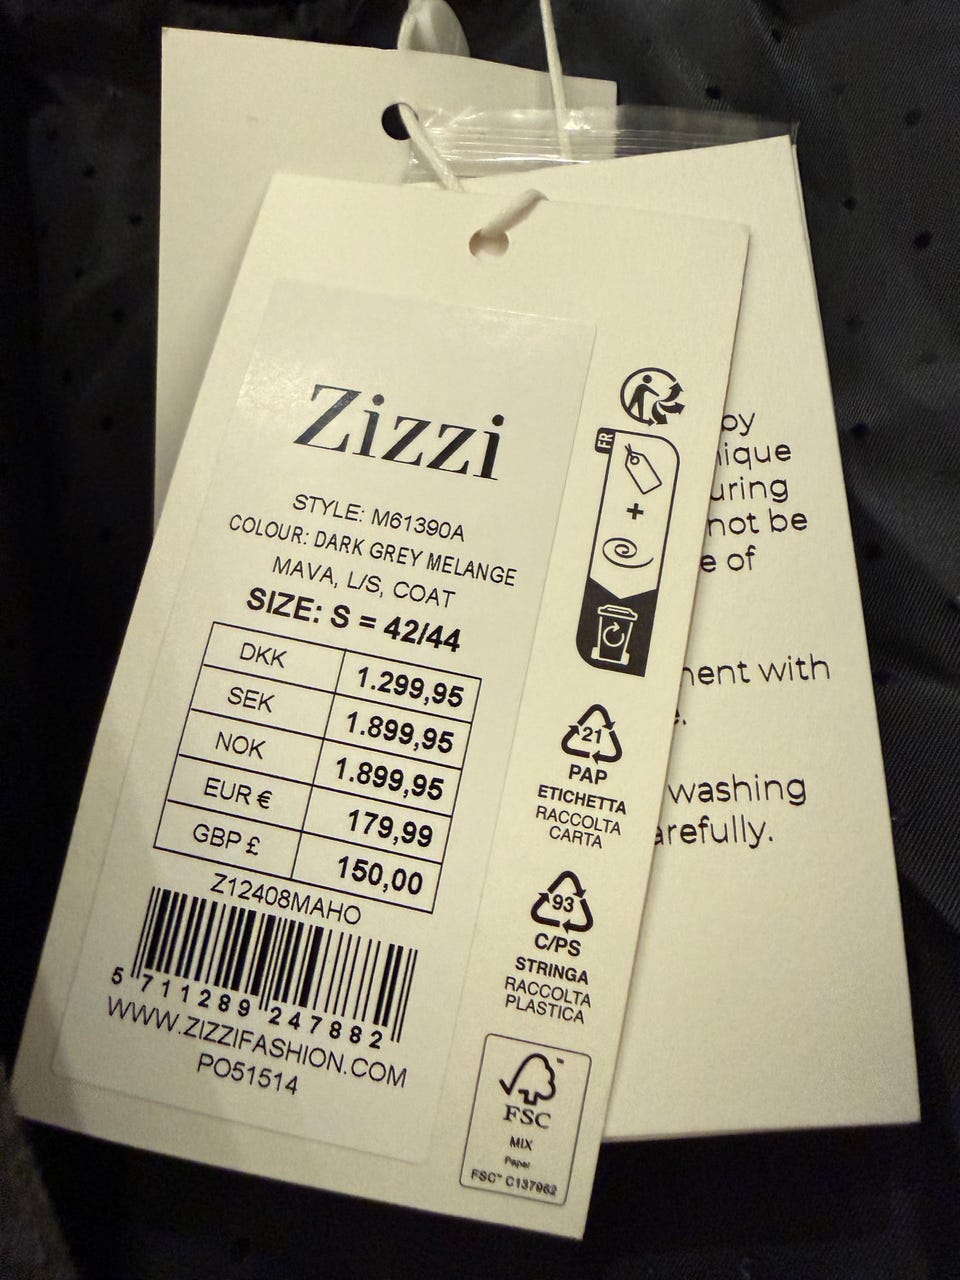 Zizzi
STYLE: M61390A
COLOUR: DARK GREY MELANGE
MAVA, L/S, COAT
SIZE: S = 42/44
DKK 1.299,95
SEK 1.899,95
NOK 1.899,95
EUR € 179,99
GBP £ 150,00
Z12408MAHO
5 711289 247882
WWW.ZIZZIFASHION.COM
PO51514
FR
+
21
PAP
ETICHETTA
RACCOLTA
CARTA
93
C/PS
STRINGA
RACCOLTA
PLASTICA
FSC
MIX
Paper
FSC™ C137962
by
nique
uring
not be
e of
ment with
e.
washing
arefully.